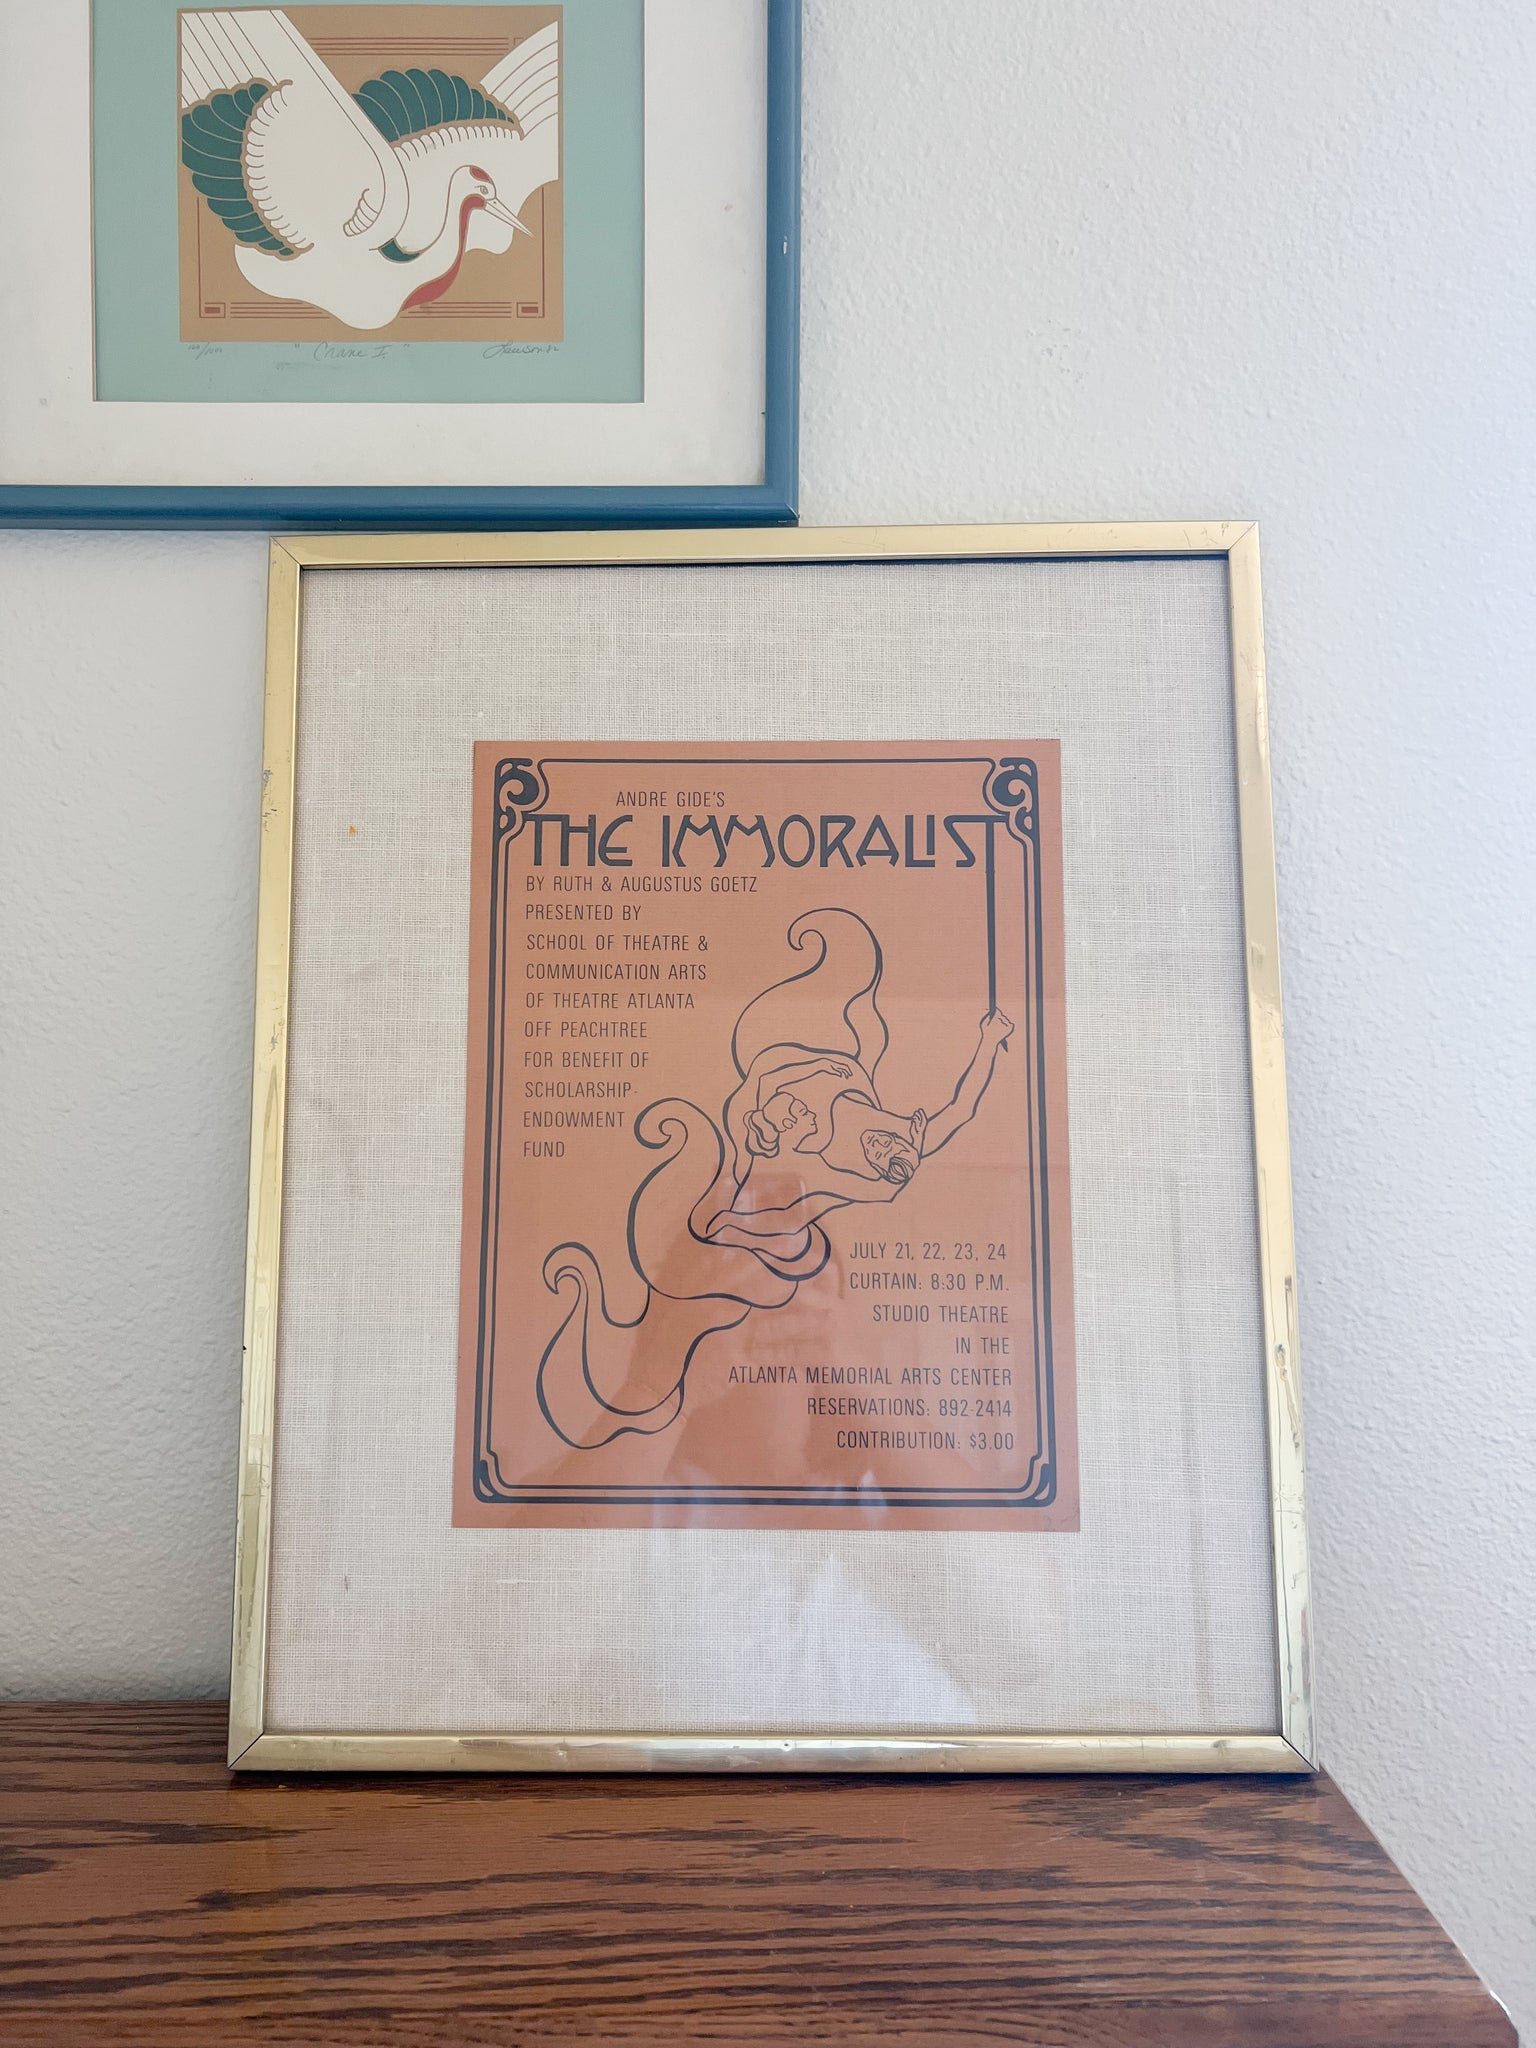 "Crane I."
Lawson 82
ANDRE GIDE'S
THE IMMORALIST
BY RUTH & AUGUSTUS GOETZ
PRESENTED BY
SCHOOL OF THEATRE &
COMMUNICATION ARTS
OF THEATRE ATLANTA
OFF PEACHTREE
FOR BENEFIT OF
SCHOLARSHIP-
ENDOWMENT
FUND
JULY 21, 22, 23, 24
CURTAIN: 8:30 P.M.
STUDIO THEATRE
IN THE
ATLANTA MEMORIAL ARTS CENTER
RESERVATIONS: 892-2414
CONTRIBUTION: $3.00